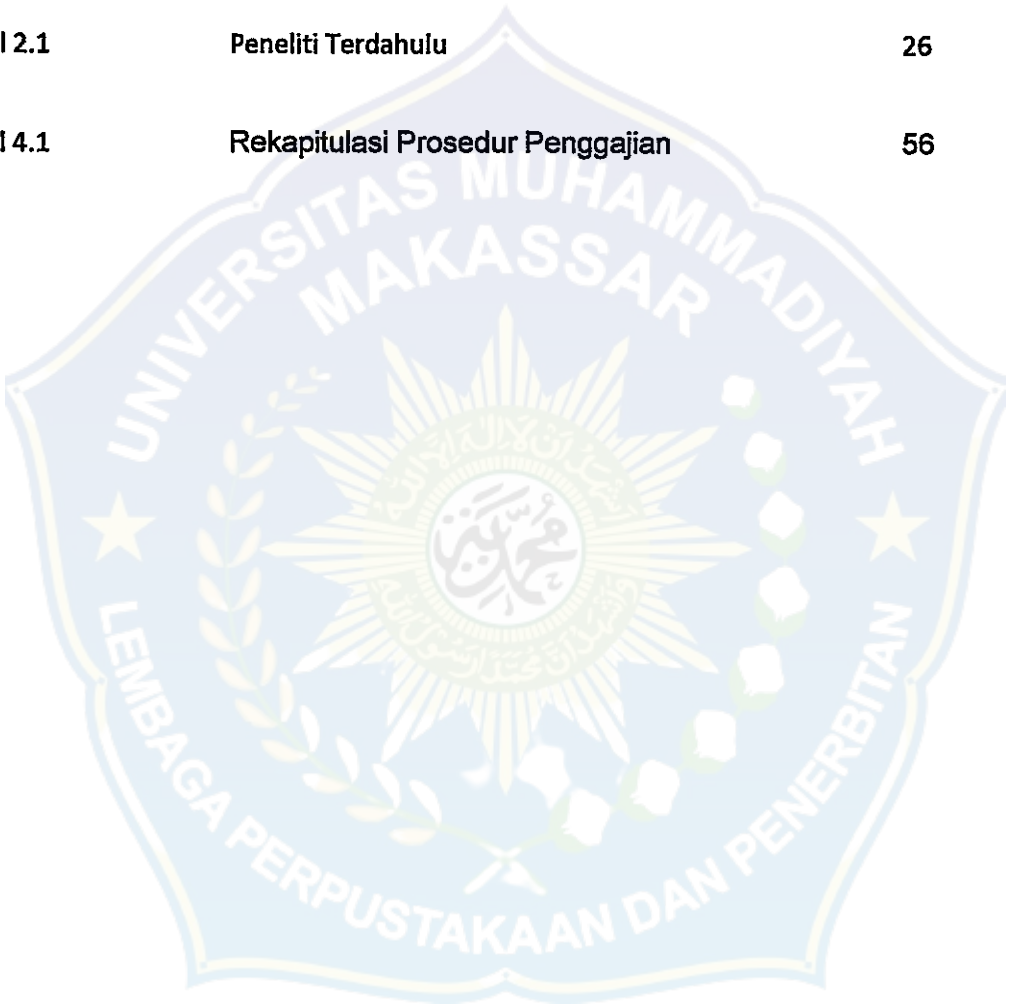 l 2.1 Peneliti Terdahulu 26
l 4.1 Rekapitulasi Prosedur Penggajian 56
UNIVERSITAS MUHAMMADIYAH
MAKASSAR
LEMBAGA PERPUSTAKAAN DAN PENERBITAN